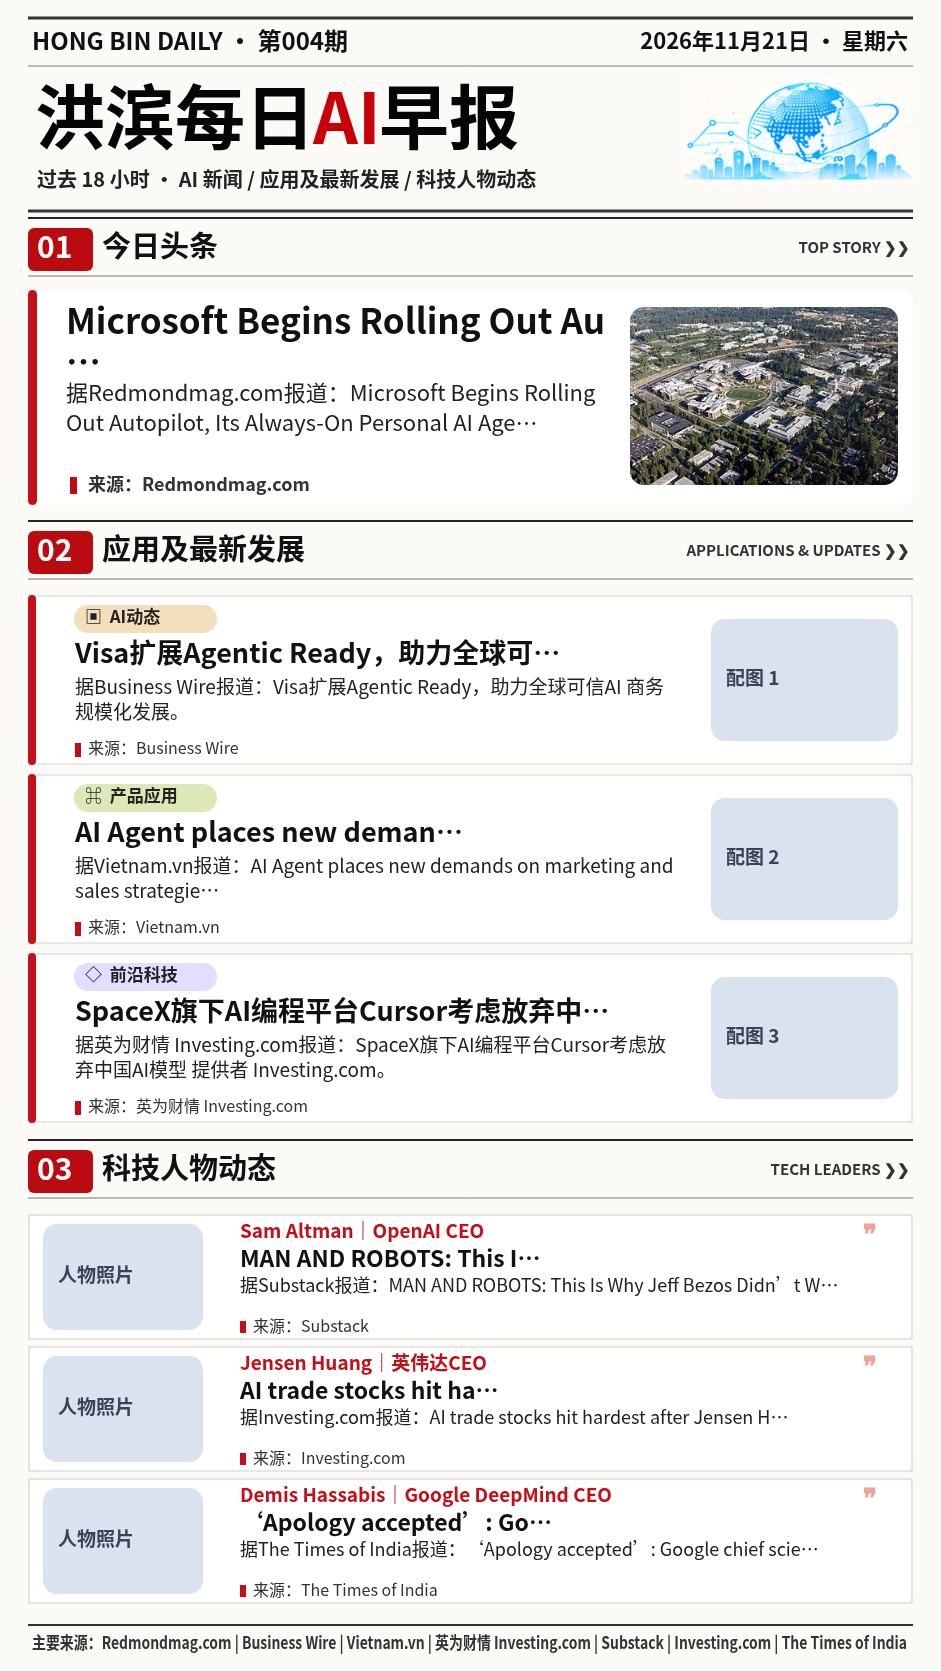 HONG BIN DAILY • 第004期
2026年11月21日 • 星期六
洪滨每日AI早报
过去 18 小时 • AI 新闻 / 应用及最新发展 / 科技人物动态
01 今日头条
TOP STORY ❯❯
Microsoft Begins Rolling Out Au
…
据Redmondmag.com报道：Microsoft Begins Rolling
Out Autopilot, Its Always-On Personal AI Age…
来源：Redmondmag.com
02 应用及最新发展
APPLICATIONS & UPDATES ❯❯
▣ AI动态
Visa扩展Agentic Ready，助力全球可…
据Business Wire报道：Visa扩展Agentic Ready，助力全球可信AI 商务
规模化发展。
来源：Business Wire
配图 1
⌘ 产品应用
AI Agent places new deman…
据Vietnam.vn报道：AI Agent places new demands on marketing and
sales strategie…
来源：Vietnam.vn
配图 2
◇ 前沿科技
SpaceX旗下AI编程平台Cursor考虑放弃中…
据英为财情 Investing.com报道：SpaceX旗下AI编程平台Cursor考虑放
弃中国AI模型 提供者 Investing.com。
来源：英为财情 Investing.com
配图 3
03 科技人物动态
TECH LEADERS ❯❯
人物照片
Sam Altman｜OpenAI CEO
❞
MAN AND ROBOTS: This I…
据Substack报道：MAN AND ROBOTS: This Is Why Jeff Bezos Didn’t W…
来源：Substack
人物照片
Jensen Huang｜英伟达CEO
❞
AI trade stocks hit ha…
据Investing.com报道：AI trade stocks hit hardest after Jensen H…
来源：Investing.com
人物照片
Demis Hassabis｜Google DeepMind CEO
❞
‘Apology accepted’: Go…
据The Times of India报道：‘Apology accepted’: Google chief scie…
来源：The Times of India
主要来源：Redmondmag.com | Business Wire | Vietnam.vn | 英为财情 Investing.com | Substack | Investing.com | The Times of India